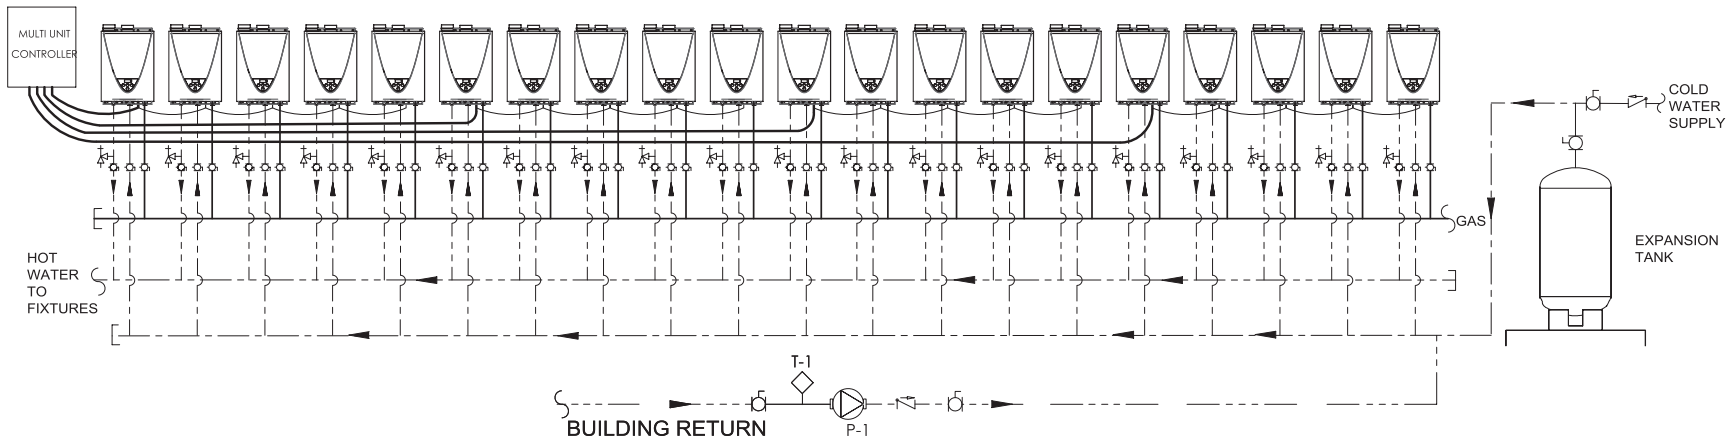 MULTI UNIT
CONTROLLER
COLD
WATER
SUPPLY
GAS
EXPANSION
TANK
HOT
WATER
TO
FIXTURES
T-1
BUILDING RETURN
P-1